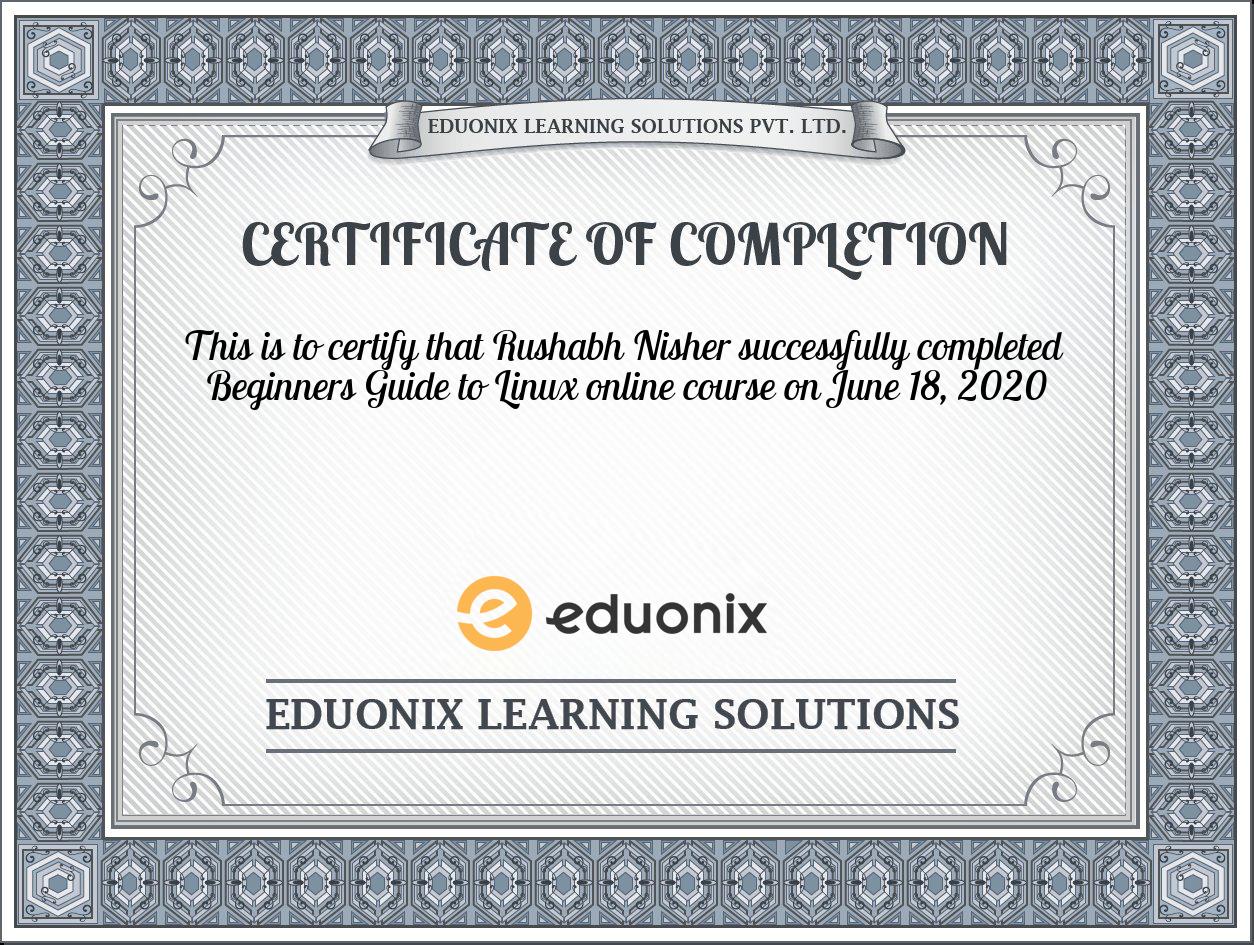 EDUONIX LEARNING SOLUTIONS PVT. LTD.
CERTIFICATE OF COMPLETION
This is to certify that Rushabh Nisher successfully completed
Beginners Guide to Linux online course on June 18, 2020
e eduonix
EDUONIX LEARNING SOLUTIONS